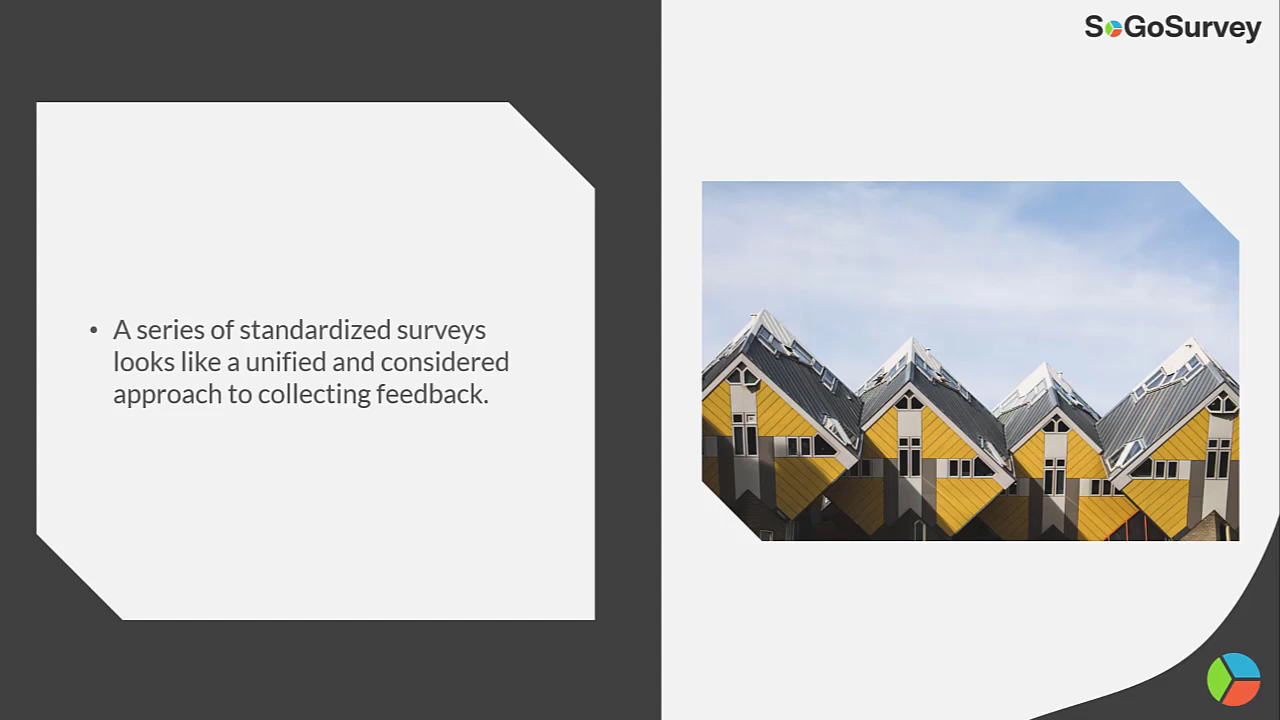 SoGoSurvey
• A series of standardized surveys
looks like a unified and considered
approach to collecting feedback.